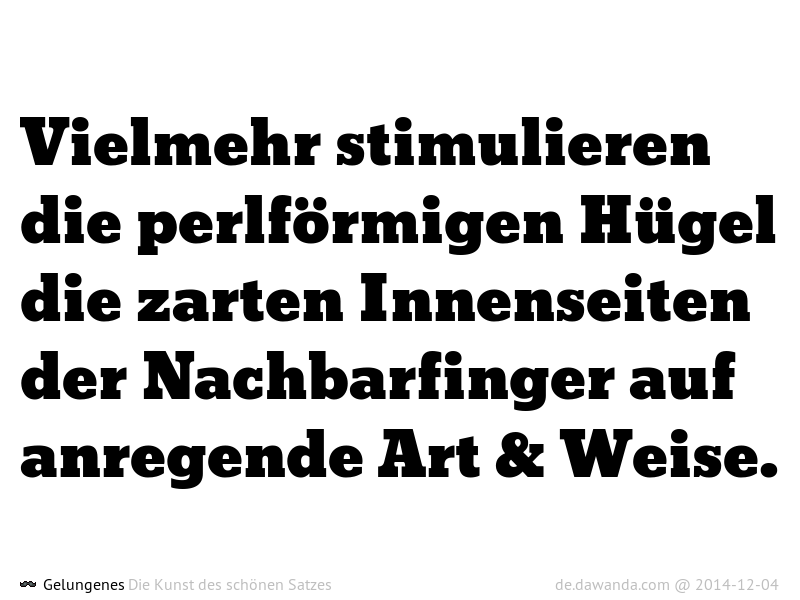 Vielmehr stimulieren
die perlförmigen Hügel
die zarten Innenseiten
der Nachbarfinger auf
anregende Art & Weise.
Gelungenes Die Kunst des schönen Satzes
de.dawanda.com @ 2014-12-04